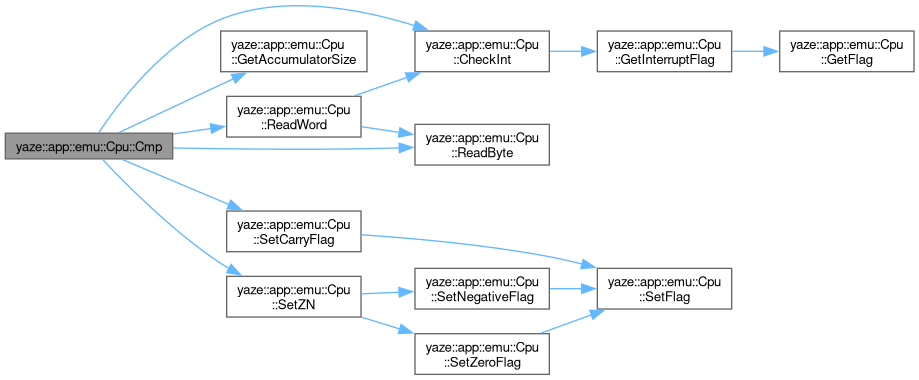 yaze::app::emu::Cpu::Cmp
yaze::app::emu::Cpu
::GetAccumulatorSize
yaze::app::emu::Cpu
::ReadWord
yaze::app::emu::Cpu
::SetCarryFlag
yaze::app::emu::Cpu
::SetZN
yaze::app::emu::Cpu
::CheckInt
yaze::app::emu::Cpu
::ReadByte
yaze::app::emu::Cpu
::SetNegativeFlag
yaze::app::emu::Cpu
::SetZeroFlag
yaze::app::emu::Cpu
::GetInterruptFlag
yaze::app::emu::Cpu
::SetFlag
yaze::app::emu::Cpu
::GetFlag